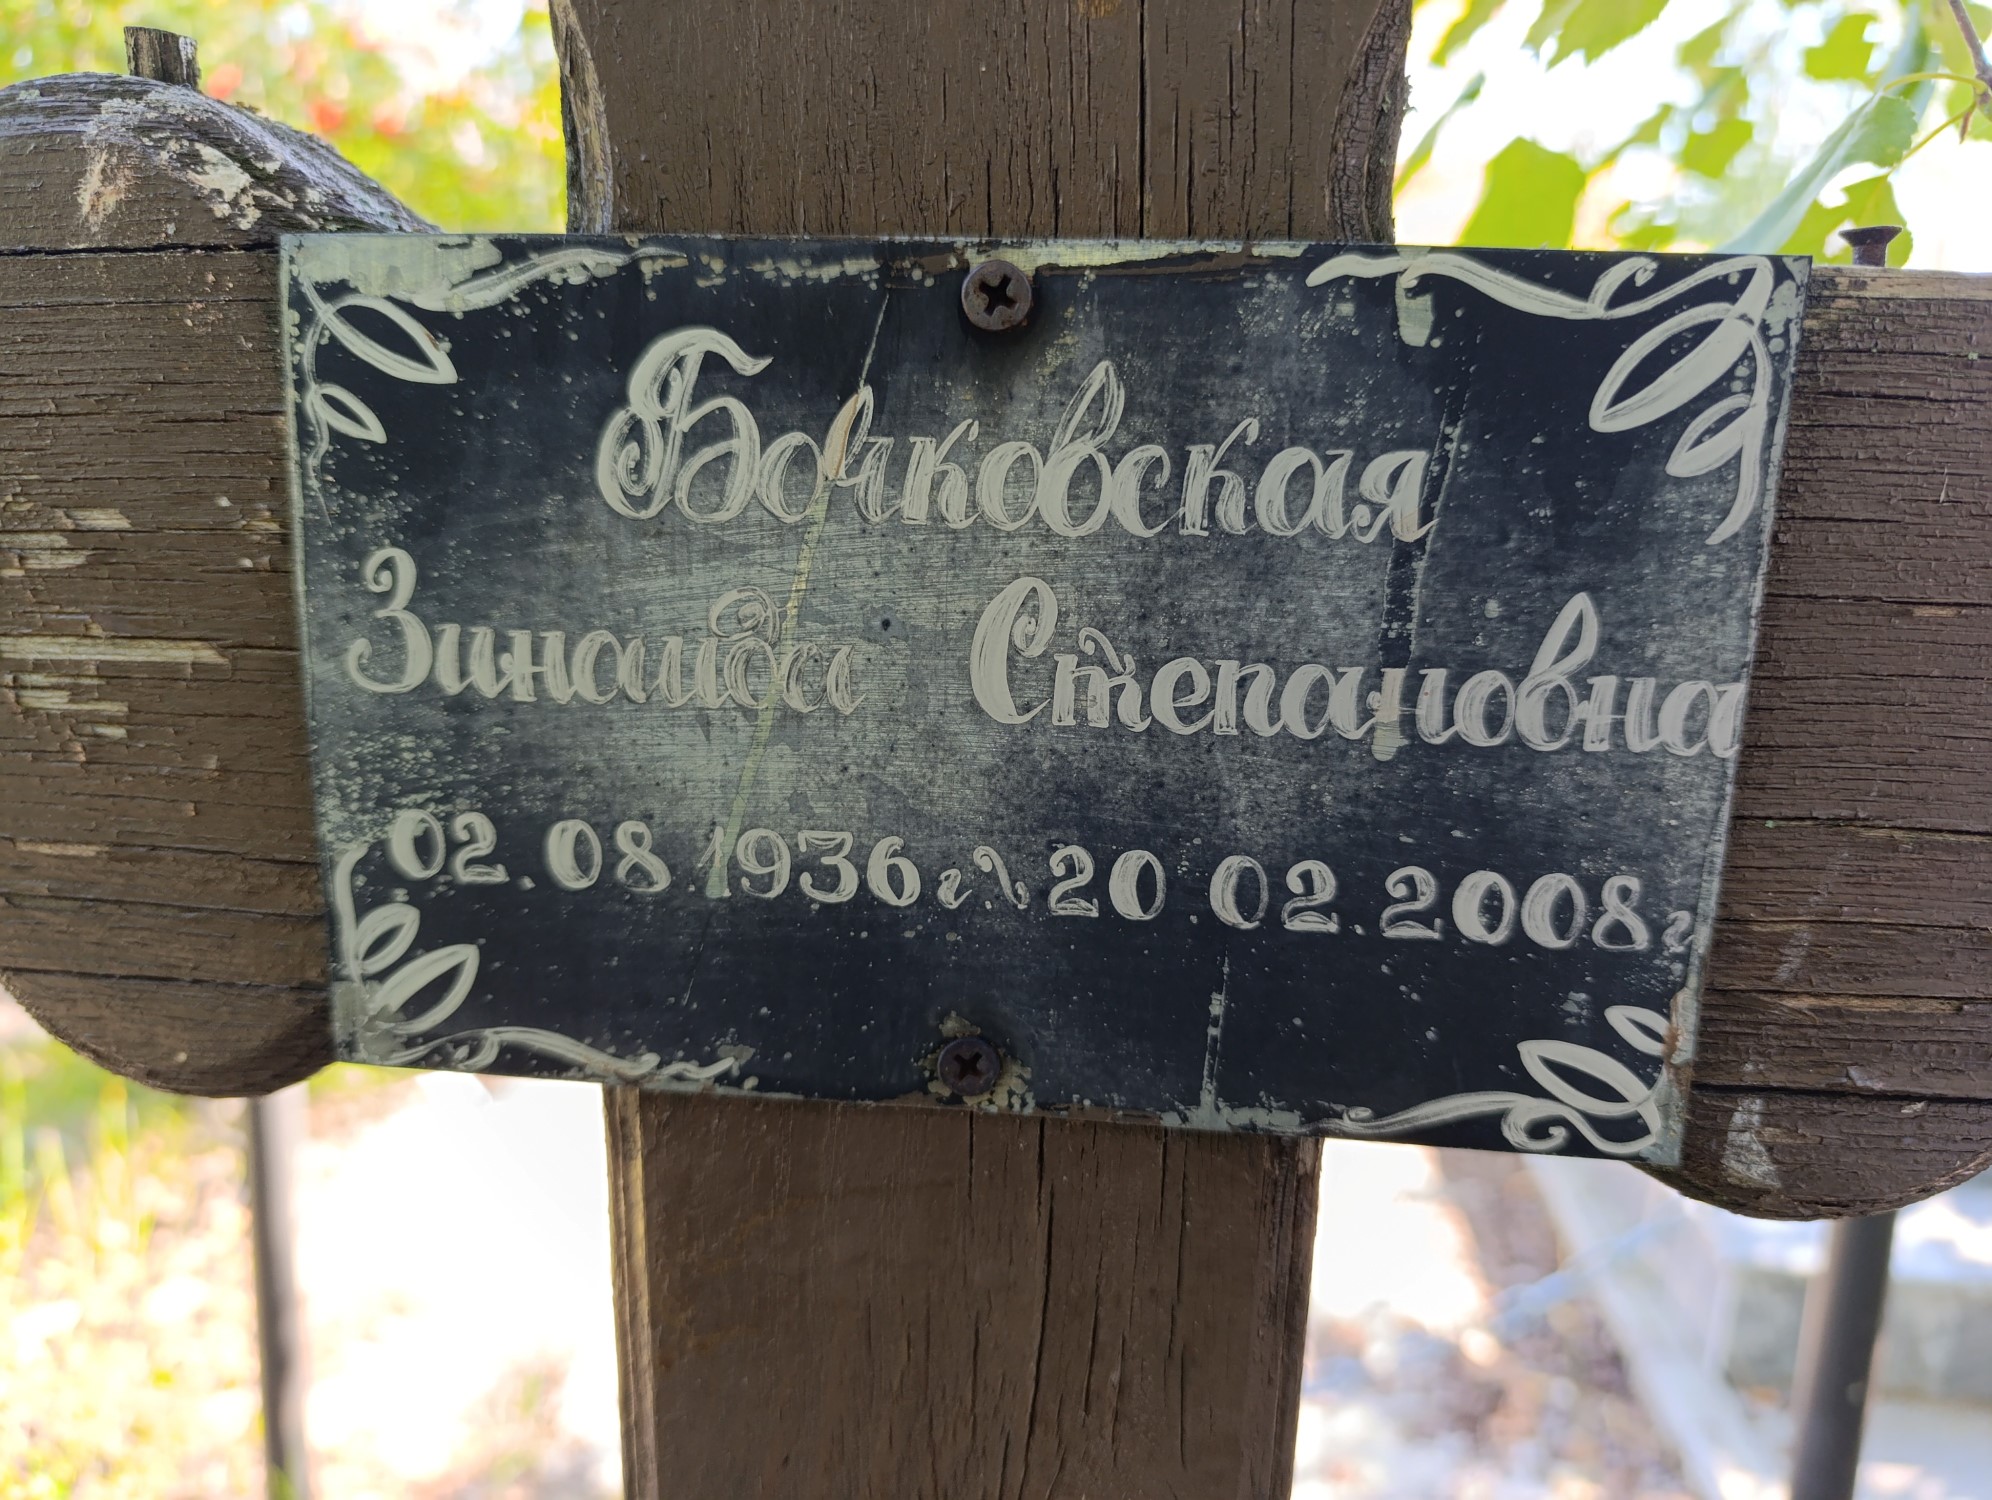 Бочковская
Зинаида Степановна
02.08.1936г. 20.02.2008г